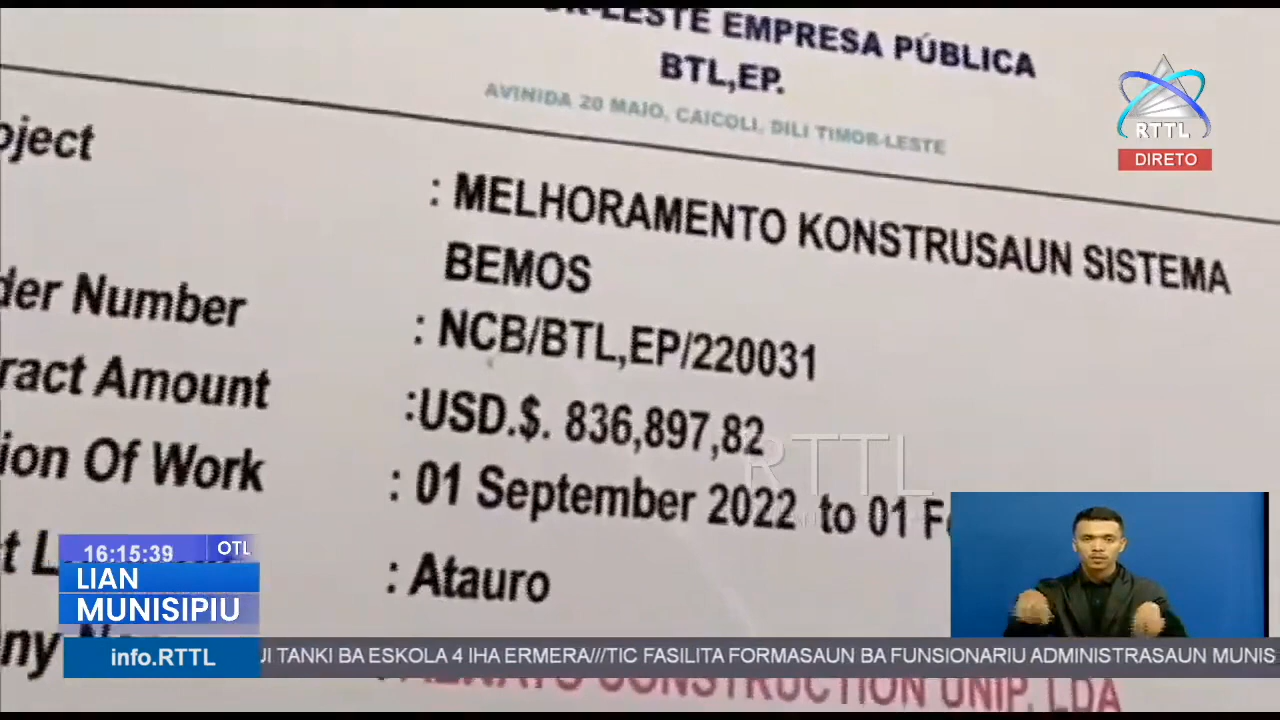 OR-LESTE EMPRESA PÚBLICA
BTL,EP.
AVINIDA 20 MAIO, CAICOLI, DILI TIMOR-LESTE
RTTL
DIRETO
oject : MELHORAMENTO KONSTRUSAUN SISTEMA
BEMOS
der Number : NCB/BTL,EP/220031
ract Amount :USD.$. 836,897,82
RTTL
ion Of Work : 01 September 2022 to 01 Fe
: Atauro
16:15:39 OTL
LIAN
MUNISIPIU
info.RTTL
JI TANKI BA ESKOLA 4 IHA ERMERA///TIC FASILITA FORMASAUN BA FUNSIONARIU ADMINISTRASAUN MUNIS
CONSTRUCTION UNIP, LDA